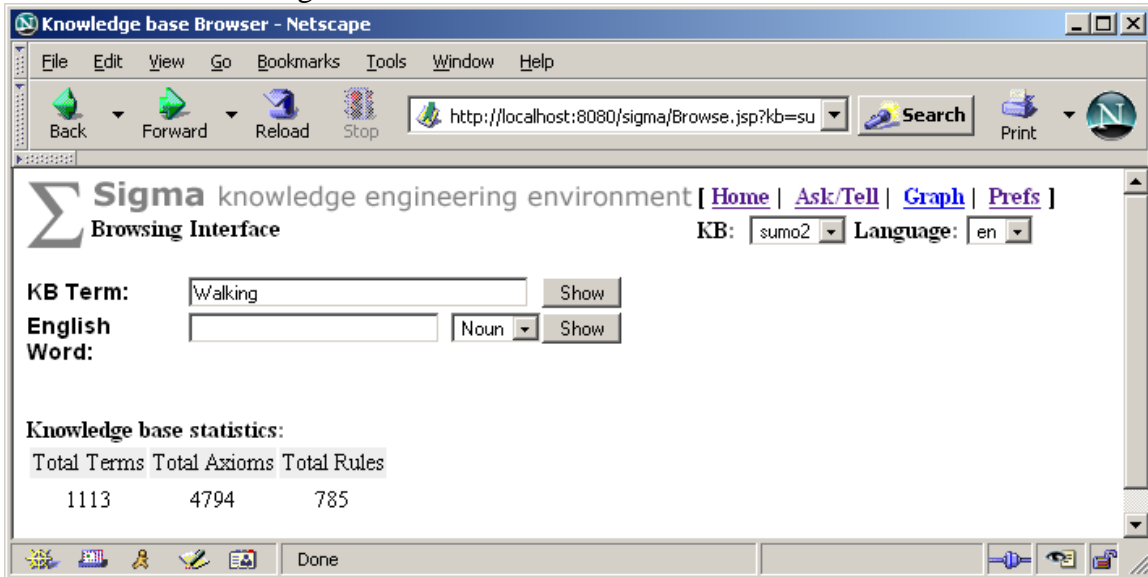 Knowledge base Browser - Netscape
File Edit View Go Bookmarks Tools Window Help
Back Forward Reload Stop http://localhost:8080/sigma/Browse.jsp?kb=su Search Print N
Σ Sigma knowledge engineering environment [ Home | Ask/Tell | Graph | Prefs ]
Browsing Interface KB: sumo2 Language: en
KB Term: Walking Show
English Word: Noun Show
Knowledge base statistics:
Total Terms Total Axioms Total Rules
1113 4794 785
Done